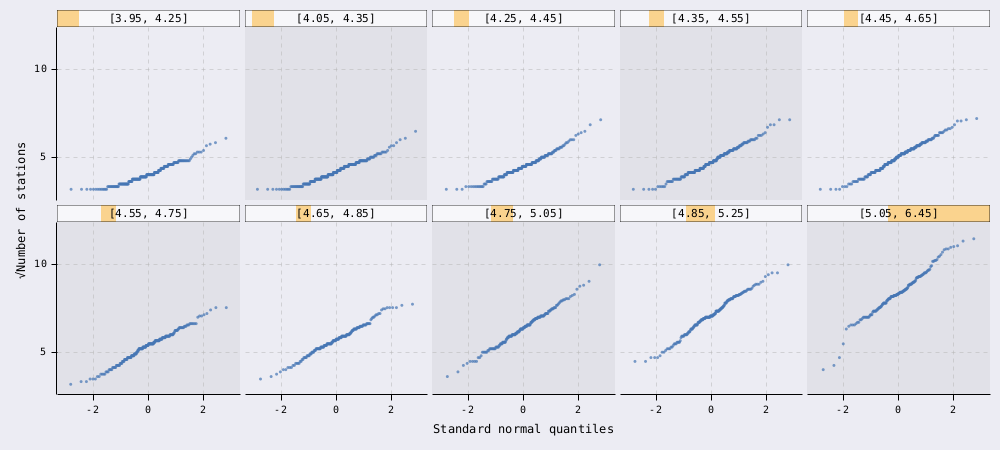 [3.95, 4.25] [4.05, 4.35] [4.25, 4.45] [4.35, 4.55] [4.45, 4.65]
10
5
√Number of stations
[4.55, 4.75] [4.65, 4.85] [4.75, 5.05] [4.85, 5.25] [5.05, 6.45]
10
5
-2 0 2 -2 0 2 -2 0 2 -2 0 2 -2 0 2
Standard normal quantiles